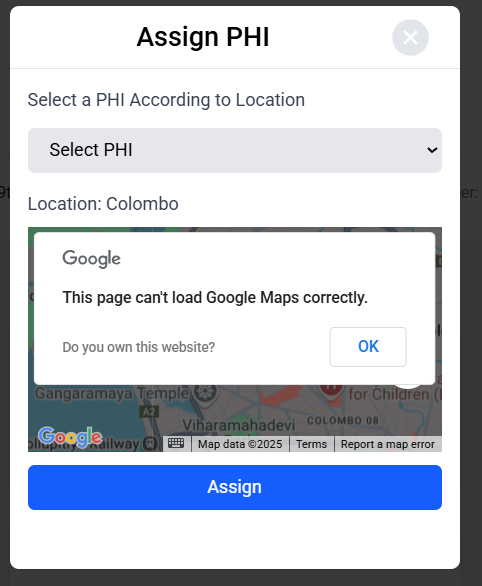 Assign PHI
Select a PHI According to Location
Select PHI
Location: Colombo
Google
This page can't load Google Maps correctly.
Do you own this website?
OK
Gangaramaya Temple
for Children (
A2
Viharamahadevi
COLOMBO 08
Railway
Google
Map data ©2025
Terms
Report a map error
Assign